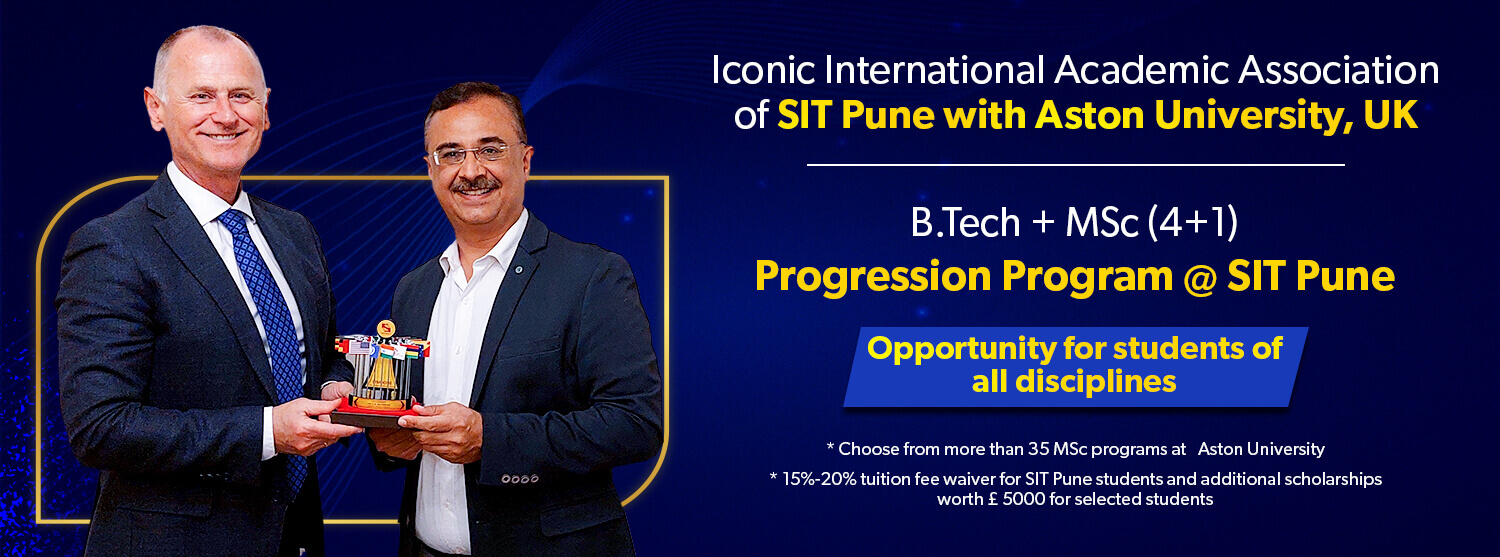 Iconic International Academic Association
of SIT Pune with Aston University, UK
B.Tech + MSc (4+1)
Progression Program @ SIT Pune
Opportunity for students of
all disciplines
* Choose from more than 35 MSc programs at Aston University
* 15%-20% tuition fee waiver for SIT Pune students and additional scholarships
worth £ 5000 for selected students